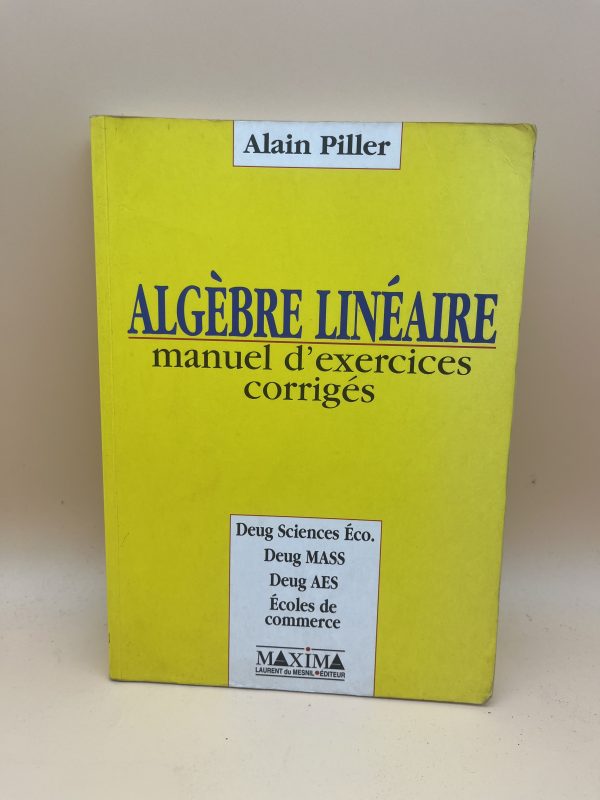 Alain Piller
ALGÈBRE LINÉAIRE
manuel d'exercices
corrigés
Deug Sciences Éco.
Deug MASS
Deug AES
Écoles de
commerce
MAXIMA
LAURENT du MESNIL•ÉDITEUR